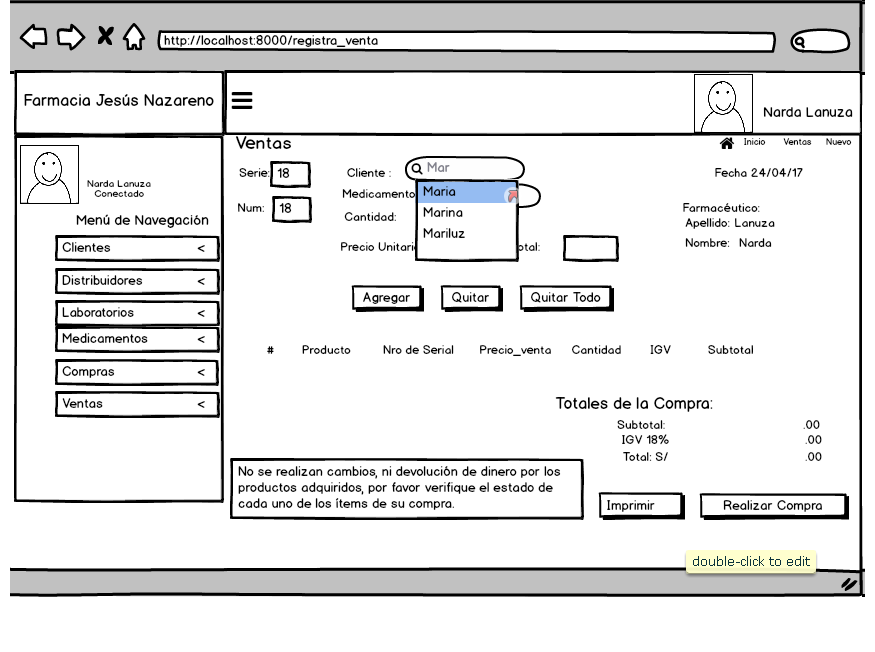 http://localhost:8000/registra_venta
Farmacia Jesús Nazareno
Narda Lanuza
Narda Lanuza
Conectado
Menú de Navegación
Clientes <
Distribuidores <
Laboratorios <
Medicamentos <
Compras <
Ventas <
Ventas
Inicio Ventas Nuevo
Serie: 18 Cliente : Mar Fecha 24/04/17
Maria
Marina
Mariluz
Num: 18 Medicamento
Cantidad:
Precio Unitari otal:
Farmacéutico:
Apellido: Lanuza
Nombre: Narda
Agregar Quitar Quitar Todo
# Producto Nro de Serial Precio_venta Cantidad IGV Subtotal
Totales de la Compra:
Subtotal: .00
IGV 18% .00
Total: S/ .00
No se realizan cambios, ni devolución de dinero por los
productos adquiridos, por favor verifique el estado de
cada uno de los ítems de su compra.
Imprimir Realizar Compra
double-click to edit